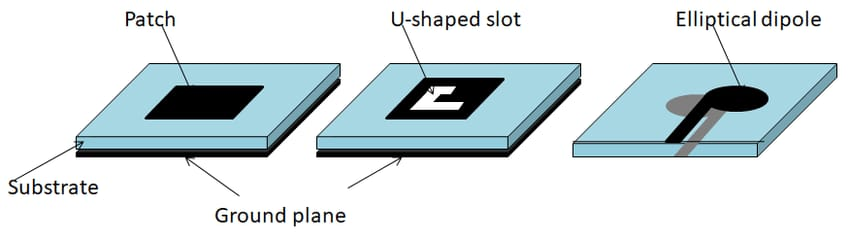 Patch
U-shaped slot
Elliptical dipole
Substrate
Ground plane